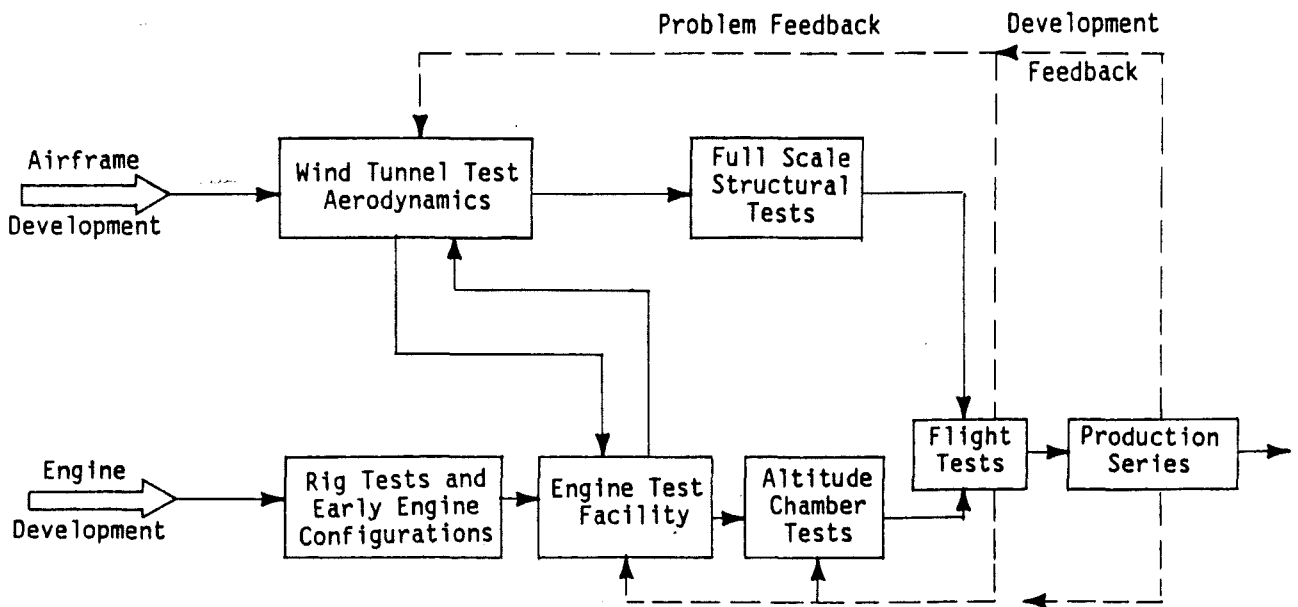 Problem Feedback
Development
Feedback
Airframe
Development
Wind Tunnel Test
Aerodynamics
Full Scale
Structural
Tests
Engine
Development
Rig Tests and
Early Engine
Configurations
Engine Test
Facility
Altitude
Chamber
Tests
Flight
Tests
Production
Series